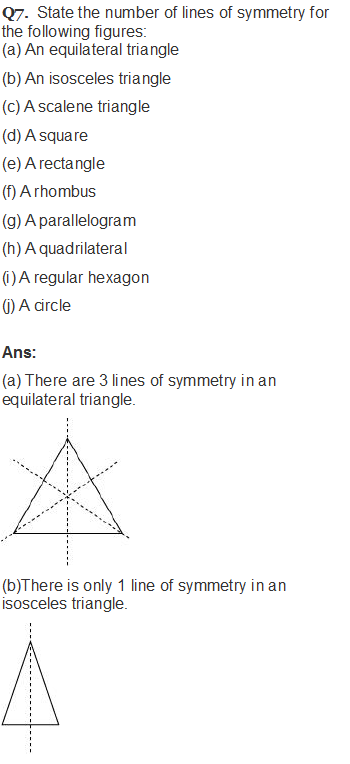 Q7. State the number of lines of symmetry for
the following figures:
(a) An equilateral triangle
(b) An isosceles triangle
(c) A scalene triangle
(d) A square
(e) A rectangle
(f) A rhombus
(g) A parallelogram
(h) A quadrilateral
(i) A regular hexagon
(j) A circle
Ans:
(a) There are 3 lines of symmetry in an
equilateral triangle.
(b)There is only 1 line of symmetry in an
isosceles triangle.